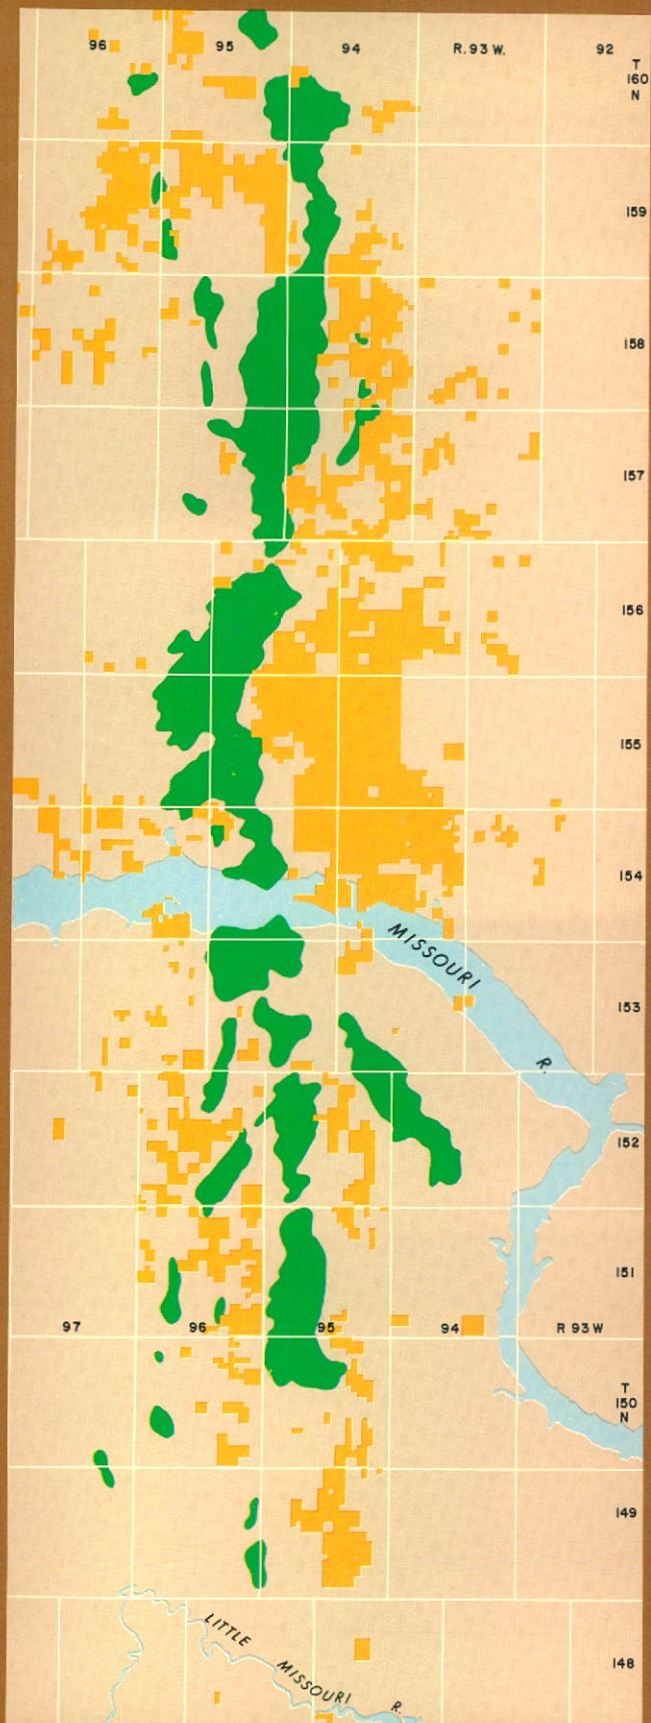 96 95 94 R.93 W. 92
T
160
N
159
158
157
156
155
154
MISSOURI
R.
153
152
151
97 96 95 94 R 93 W
T
150
N
149
LITTLE MISSOURI R.
148